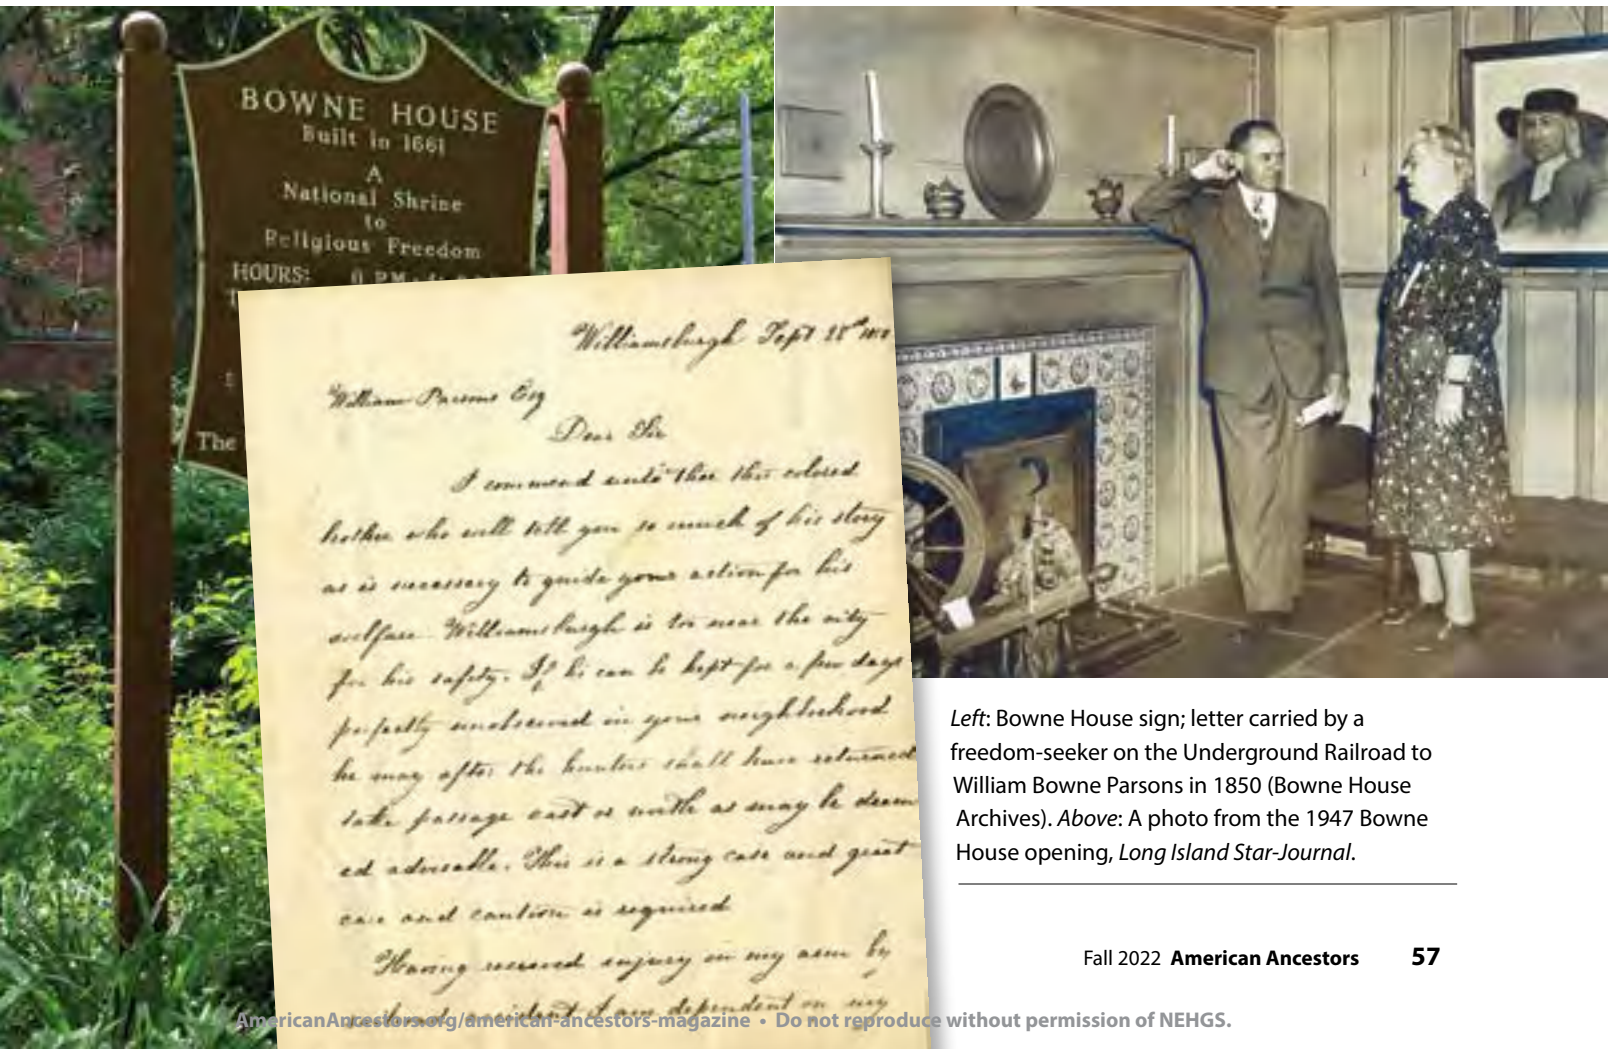 BOWNE HOUSE
Built in 1661
A
National Shrine
to
Religious Freedom
HOURS:
The
Williamsburgh Sept 28th
William Parsons Esq
Dear Sir
I commend unto thee this colored
brother who will tell you so much of his story
as is necessary to guide your action for his
welfare. Williamsburgh is too near the city
for his safety. If he can be kept for a few days
perfectly unobserved in your neighborhood
he may after the hunters shall have returned
take passage east or north as may be deem
ed advisable. This is a strong case and great
care and caution is required
Having received injury in my arm by
accident I am dependent on my
Left: Bowne House sign; letter carried by a
freedom-seeker on the Underground Railroad to
William Bowne Parsons in 1850 (Bowne House
Archives). Above: A photo from the 1947 Bowne
House opening, Long Island Star-Journal.
Fall 2022 American Ancestors 57
AmericanAncestors.org/american-ancestors-magazine • Do not reproduce without permission of NEHGS.